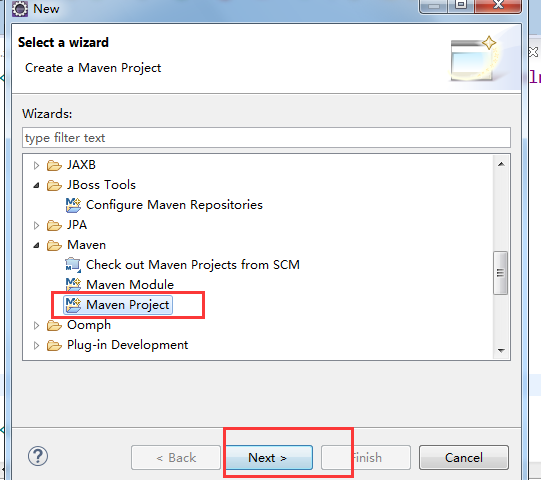 New
Select a wizard
Create a Maven Project
Wizards:
type filter text
JAXB
JBoss Tools
Configure Maven Repositories
JPA
Maven
Check out Maven Projects from SCM
Maven Module
Maven Project
Oomph
Plug-in Development
? < Back Next > Finish Cancel